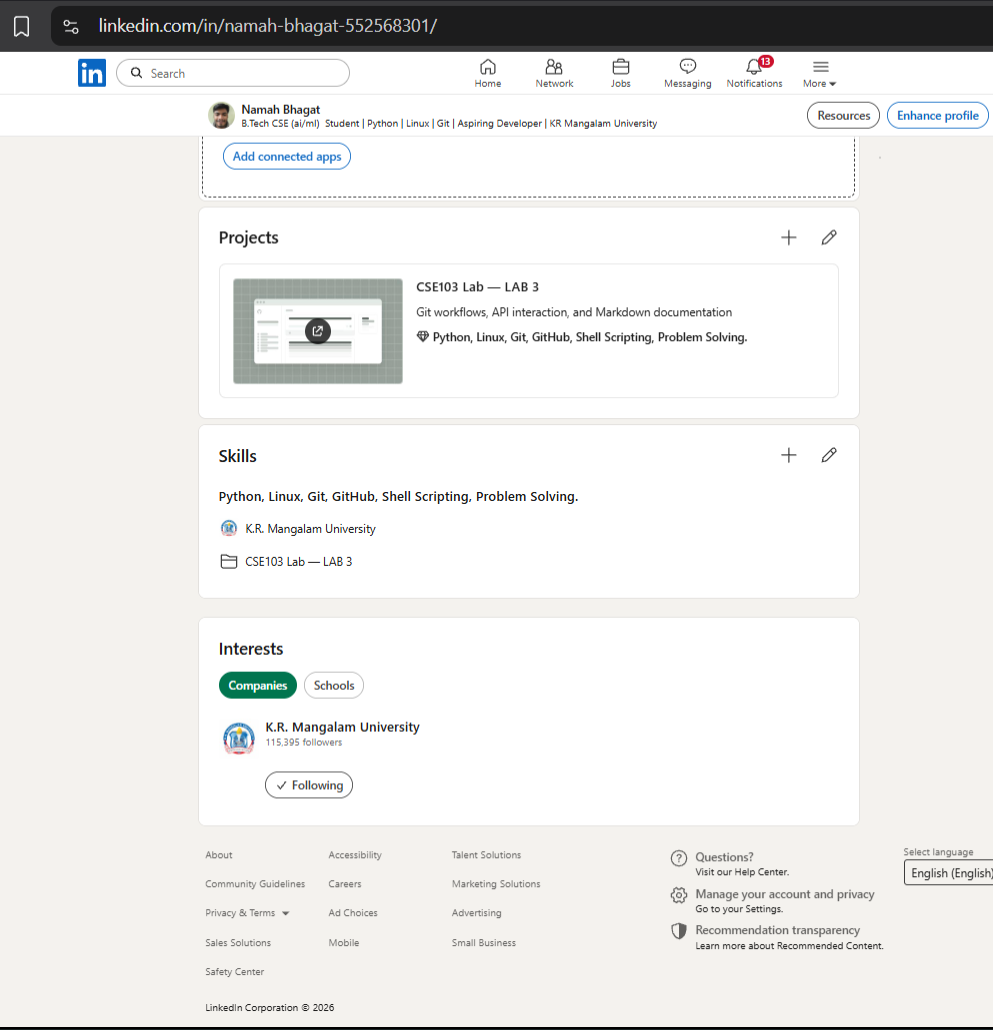 linkedin.com/in/namah-bhagat-552568301/
in
Search
Home
Network
Jobs
Messaging
13
Notifications
More
Namah Bhagat
B.Tech CSE (ai/ml) Student | Python | Linux | Git | Aspiring Developer | KR Mangalam University
Resources
Enhance profile
Add connected apps
Projects
CSE103 Lab — LAB 3
Git workflows, API interaction, and Markdown documentation
Python, Linux, Git, GitHub, Shell Scripting, Problem Solving.
Skills
Python, Linux, Git, GitHub, Shell Scripting, Problem Solving.
K.R. Mangalam University
CSE103 Lab — LAB 3
Interests
Companies
Schools
K.R. Mangalam University
115,395 followers
Following
About
Accessibility
Talent Solutions
Community Guidelines
Careers
Marketing Solutions
Privacy & Terms
Ad Choices
Advertising
Sales Solutions
Mobile
Small Business
Safety Center
Questions?
Visit our Help Center.
Manage your account and privacy
Go to your Settings.
Recommendation transparency
Learn more about Recommended Content.
Select language
English (English)
LinkedIn Corporation © 2026